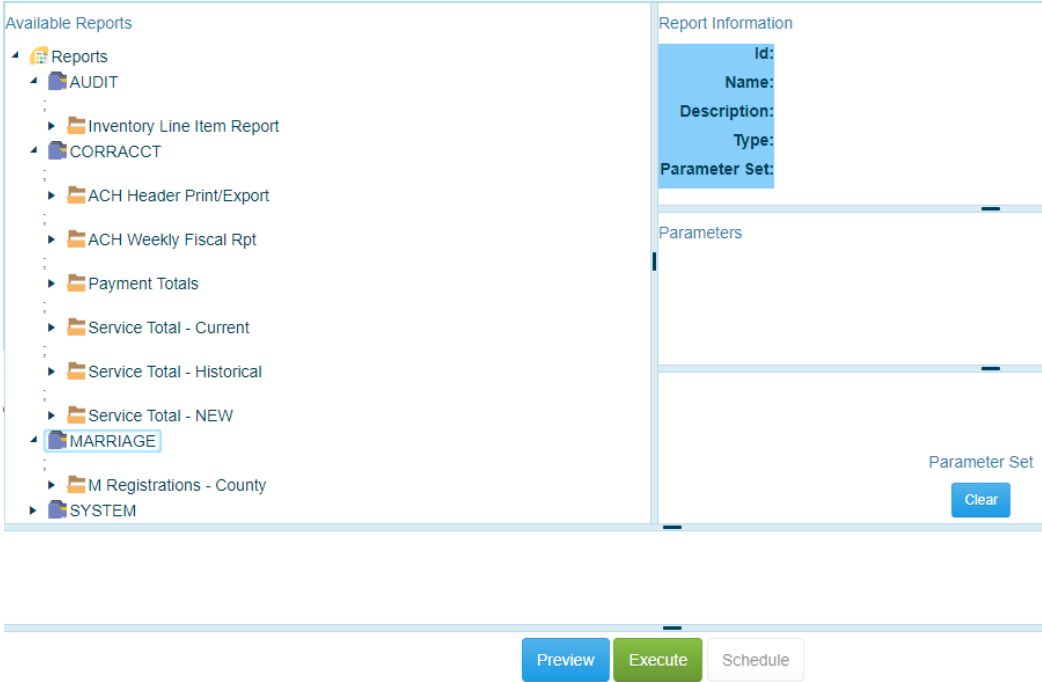 Available Reports
Reports
AUDIT
;
Inventory Line Item Report
CORRACCT
;
ACH Header Print/Export
;
ACH Weekly Fiscal Rpt
;
Payment Totals
;
Service Total - Current
;
Service Total - Historical
;
Service Total - NEW
MARRIAGE
;
M Registrations - County
SYSTEM
Report Information
Id:
Name:
Description:
Type:
Parameter Set:
Parameters
Parameter Set
Clear
Preview Execute Schedule